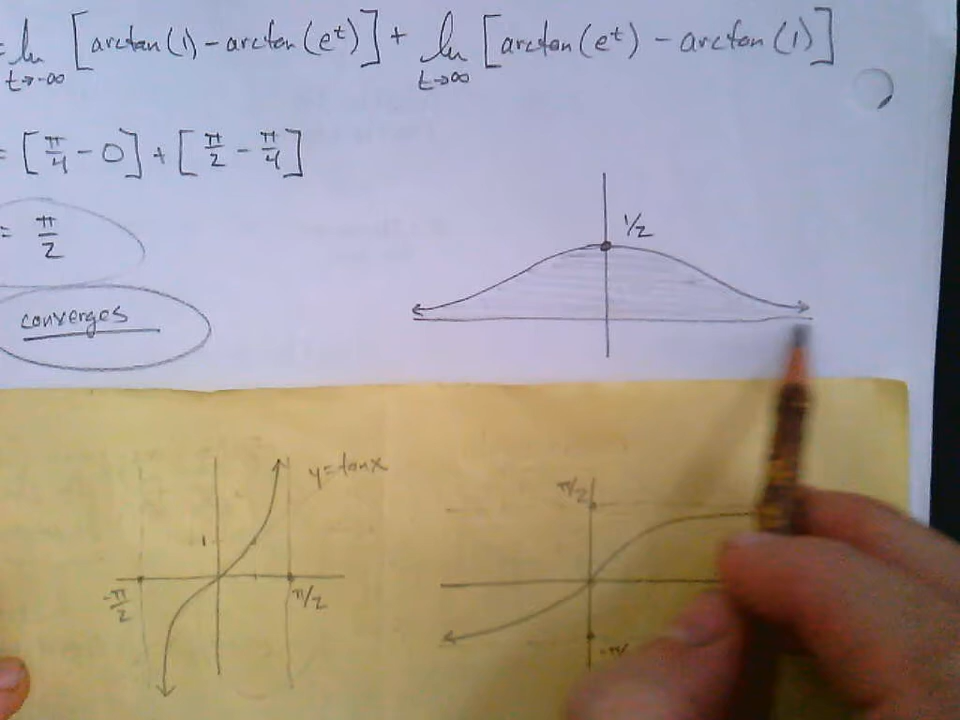 = lim t→-∞ [arctan(1) - arctan(e^t)] + lim t→∞ [arctan(e^t) - arctan(1)]
= [π/4 - 0] + [π/2 - π/4]
= π/2
1/2
converges
y=tanx
1
-π/2
π/2
π/2